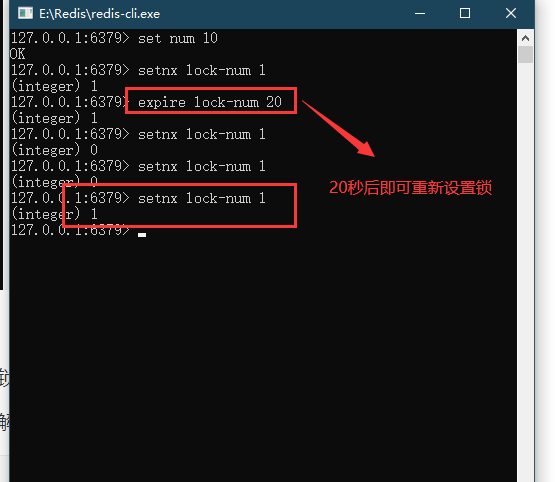 E:\Redis\redis-cli.exe
127.0.0.1:6379> set num 10
OK
127.0.0.1:6379> setnx lock-num 1
(integer) 1
127.0.0.1:6379> expire lock-num 20
(integer) 1
127.0.0.1:6379> setnx lock-num 1
(integer) 0
127.0.0.1:6379> setnx lock-num 1
(integer) 0
20秒后即可重新设置锁
127.0.0.1:6379> setnx lock-num 1
(integer) 1
127.0.0.1:6379>
锁
解